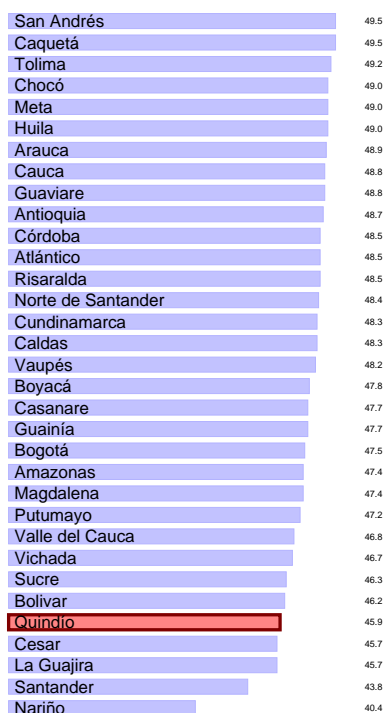 San Andrés 49.5
Caquetá 49.5
Tolima 49.2
Chocó 49.0
Meta 49.0
Huila 49.0
Arauca 48.9
Cauca 48.8
Guaviare 48.8
Antioquia 48.7
Córdoba 48.5
Atlántico 48.5
Risaralda 48.5
Norte de Santander 48.4
Cundinamarca 48.3
Caldas 48.3
Vaupés 48.2
Boyacá 47.8
Casanare 47.7
Guainía 47.7
Bogotá 47.5
Amazonas 47.4
Magdalena 47.4
Putumayo 47.2
Valle del Cauca 46.8
Vichada 46.7
Sucre 46.3
Bolivar 46.2
Quindío 45.9
Cesar 45.7
La Guajira 45.7
Santander 43.8
Nariño 40.4